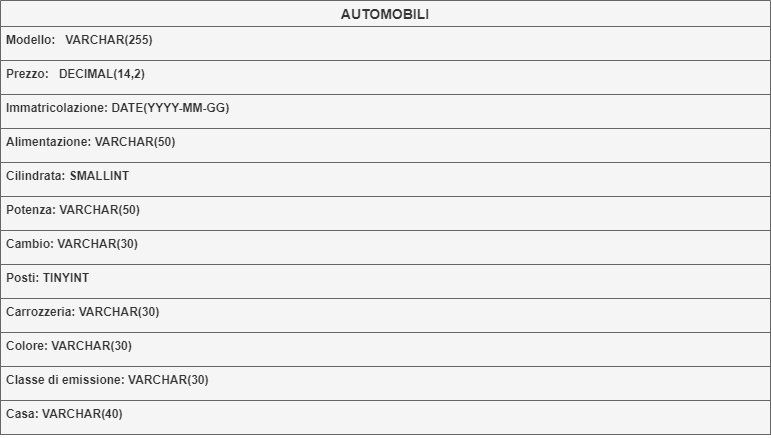 AUTOMOBILI
Modello: VARCHAR(255)
Prezzo: DECIMAL(14,2)
Immatricolazione: DATE(YYYY-MM-GG)
Alimentazione: VARCHAR(50)
Cilindrata: SMALLINT
Potenza: VARCHAR(50)
Cambio: VARCHAR(30)
Posti: TINYINT
Carrozzeria: VARCHAR(30)
Colore: VARCHAR(30)
Classe di emissione: VARCHAR(30)
Casa: VARCHAR(40)